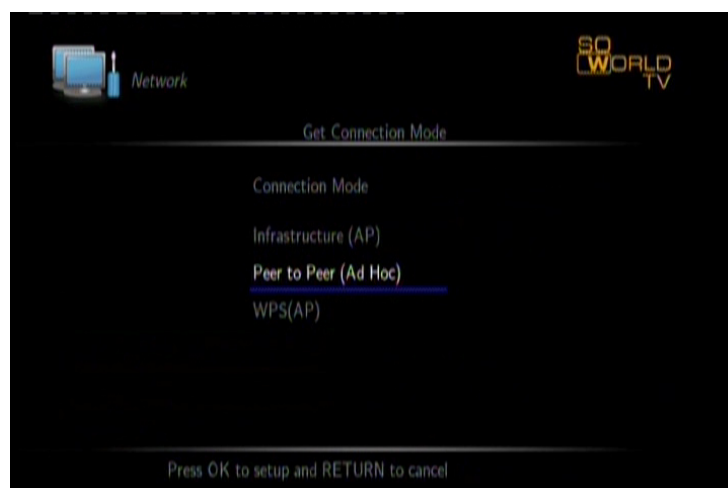 Network
SO
WORLD
TV
Get Connection Mode
Connection Mode
Infrastructure (AP)
Peer to Peer (Ad Hoc)
WPS(AP)
Press OK to setup and RETURN to cancel